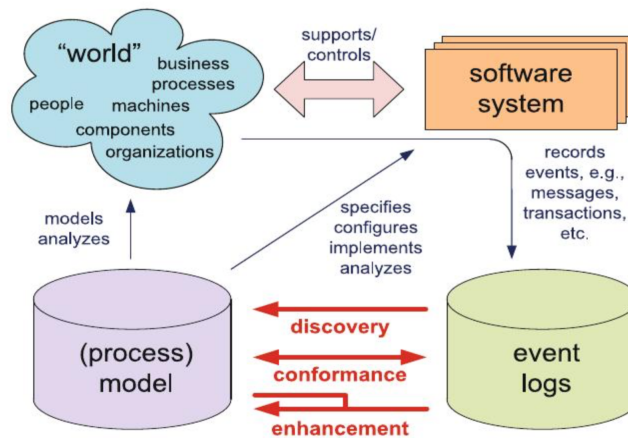 “world”
business
processes
people
machines
components
organizations
supports/
controls
software
system
records
events, e.g.,
messages,
transactions,
etc.
models
analyzes
specifies
configures
implements
analyzes
(process)
model
discovery
conformance
enhancement
event
logs